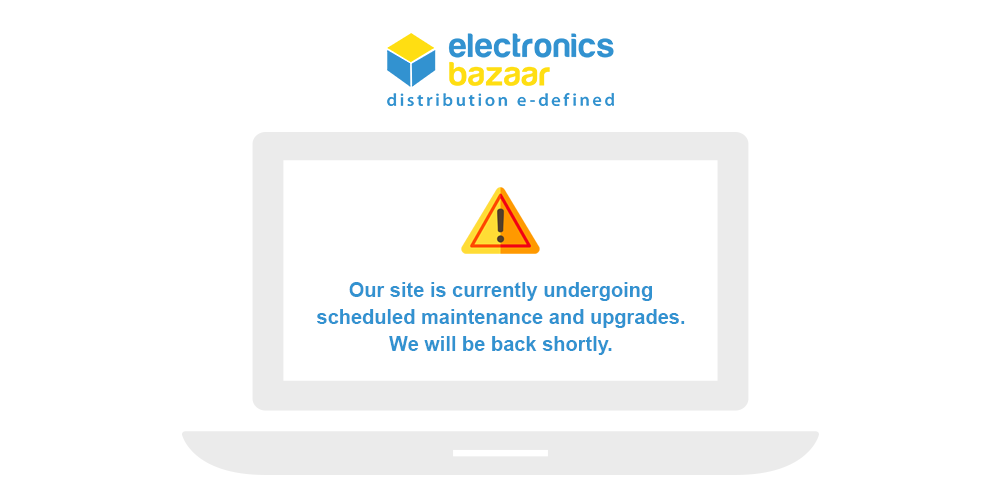 electronics
bazaar
distribution e-defined
Our site is currently undergoing
scheduled maintenance and upgrades.
We will be back shortly.